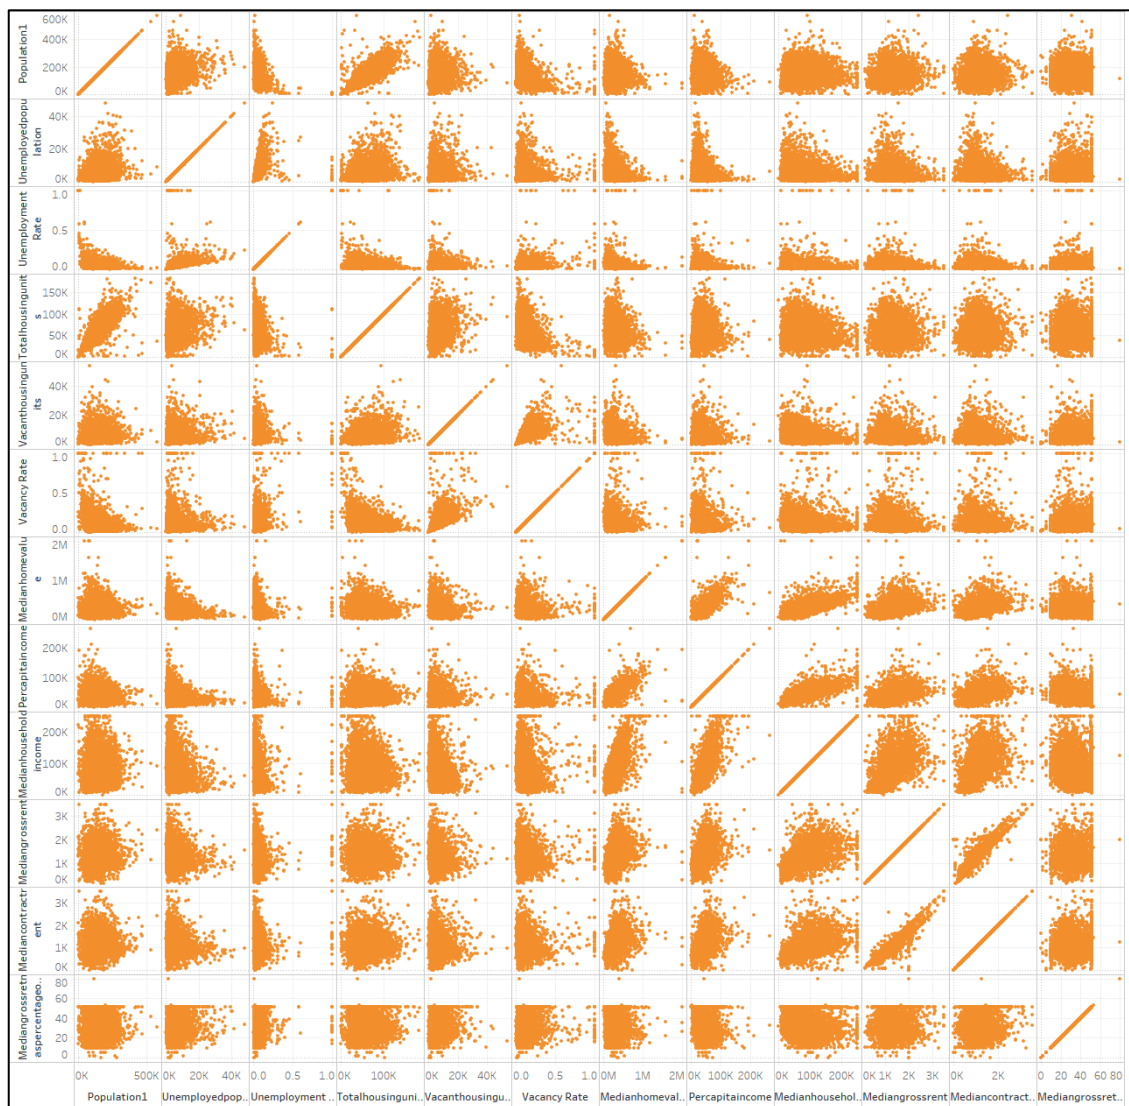 Population1
600K
400K
200K
0K
Unemployedpopu
lation
40K
20K
0K
Unemployment
Rate
1.0
0.5
0.0
Totalhousingunit
s
150K
100K
50K
0K
Vacanthousingun
its
40K
20K
0K
Vacancy Rate
1.0
0.5
0.0
Medianhomevalu
e
2M
1M
0M
Percapitaincome
200K
100K
0K
Medianhousehold
income
200K
100K
0K
Mediangrossrent
3K
2K
1K
0K
Mediancontractr
ent
3K
2K
1K
0K
Mediangrossretn
aspercentageo..
80
60
40
20
0
0K 500K 0K 20K 40K 0.0 0.5 1.0 0K 100K 0K 20K 40K 0.0 0.5 1.0 0M 1M 2M 0K 100K 200K 0K 100K 200K 0K 1K 2K 3K 0K 2K 0 20 40 60 80
Population1 Unemployedpop.. Unemployment .. Totalhousinguni.. Vacanthousingu.. Vacancy Rate Medianhomeval.. Percapitaincome Medianhousehol.. Mediangrossrent Mediancontract.. Mediangrossret..